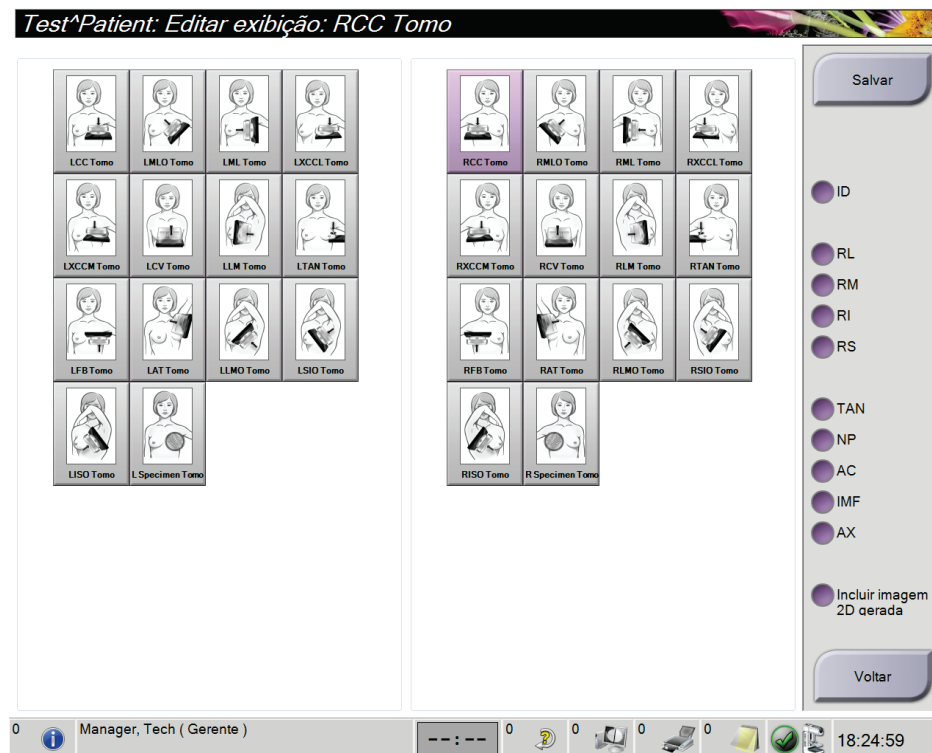 Test^Patient: Editar exibição: RCC Tomo
LCC Tomo LMLO Tomo LML Tomo LXCCL Tomo
LXCCM Tomo LCV Tomo LLM Tomo LTAN Tomo
LFB Tomo LAT Tomo LLMO Tomo LSIO Tomo
LISO Tomo L Specimen Tomo
RCC Tomo RMLO Tomo RML Tomo RXCCL Tomo
RXCCM Tomo RCV Tomo RLM Tomo RTAN Tomo
RFB Tomo RAT Tomo RLMO Tomo RSIO Tomo
RISO Tomo R Specimen Tomo
Salvar
ID
RL
RM
RI
RS
TAN
NP
AC
IMF
AX
Incluir imagem
2D gerada
Voltar
0 Manager, Tech ( Gerente ) --:-- 0 0 0 0 18:24:59